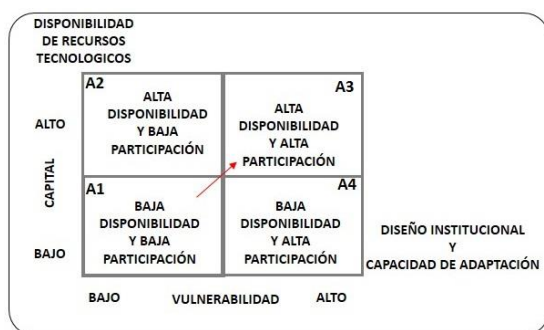 DISPONIBILIDAD
DE RECURSOS
TECNOLOGICOS
A2
ALTA
DISPONIBILIDAD
Y BAJA
PARTICIPACIÓN
A3
ALTA
DISPONIBILIDAD
Y ALTA
PARTICIPACIÓN
ALTO
CAPITAL
BAJO
A1
BAJA
DISPONIBILIDAD
Y BAJA
PARTICIPACIÓN
A4
BAJA
DISPONIBILIDAD
Y ALTA
PARTICIPACIÓN
DISEÑO INSTITUCIONAL
Y
CAPACIDAD DE ADAPTACIÓN
BAJO VULNERABILIDAD ALTO